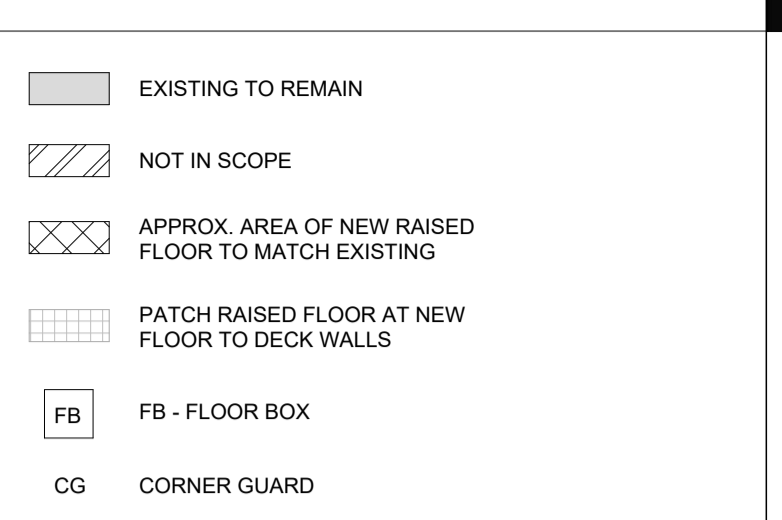 EXISTING TO REMAIN
NOT IN SCOPE
APPROX. AREA OF NEW RAISED
FLOOR TO MATCH EXISTING
PATCH RAISED FLOOR AT NEW
FLOOR TO DECK WALLS
FB FB - FLOOR BOX
CG CORNER GUARD